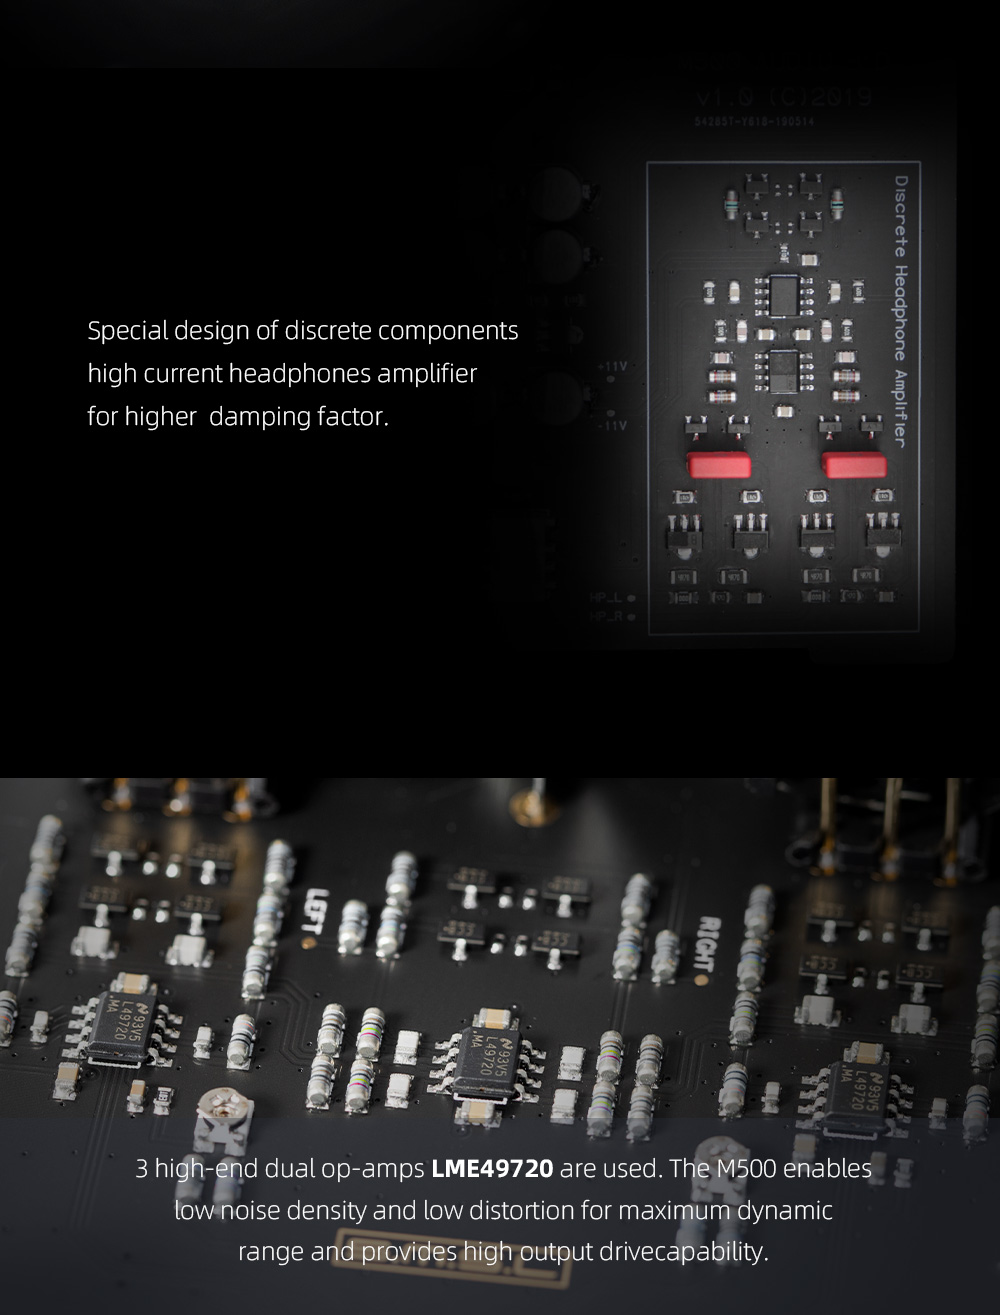 v1.0 (C)2019
54265T-Y818-190514
Discrete Headphone Amplifier
Special design of discrete components
high current headphones amplifier
for higher damping factor.
+11V
-11V
HP_L
HP_R
LEFT
RIGHT
93V5
L49720
MA
93V5
L49720
MA
93V5
L49720
MA
3 high-end dual op-amps LME49720 are used. The M500 enables
low noise density and low distortion for maximum dynamic
range and provides high output drivecapability.